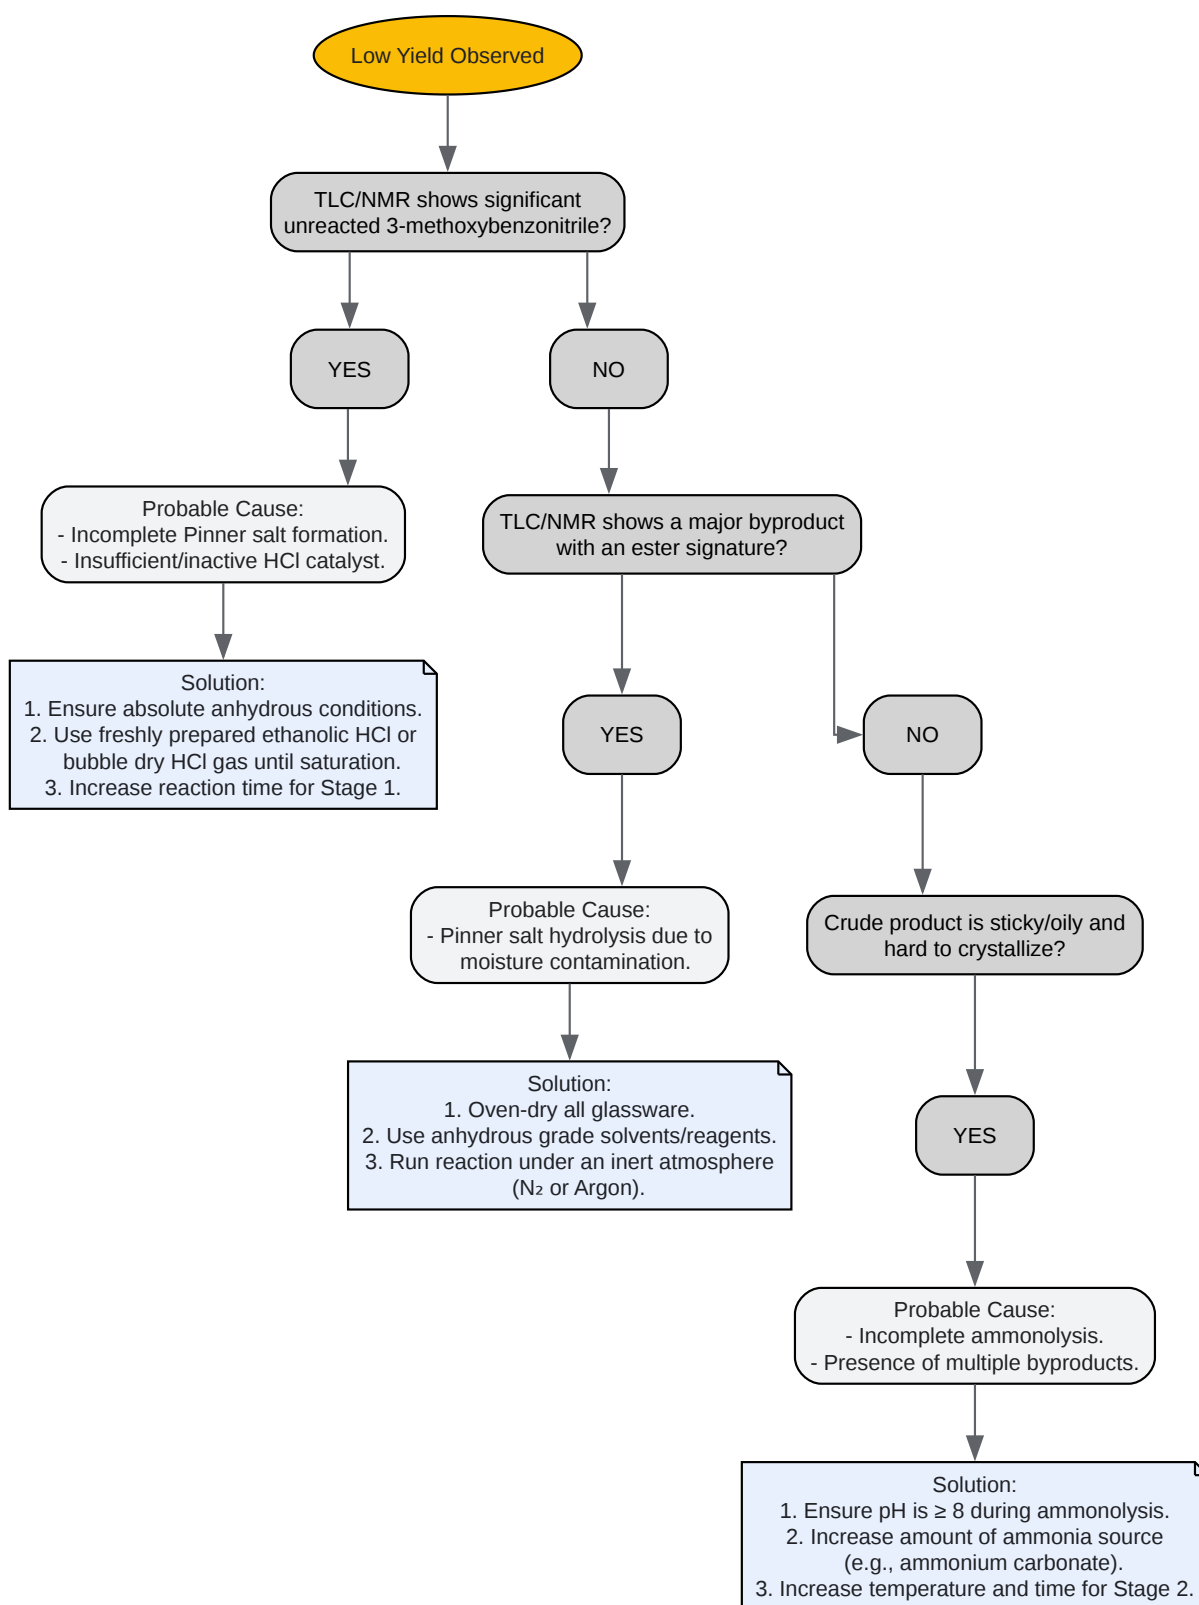 Low Yield Observed
TLC/NMR shows significant
unreacted 3-methoxybenzonitrile?
YES
NO
Probable Cause:
- Incomplete Pinner salt formation.
- Insufficient/inactive HCl catalyst.
TLC/NMR shows a major byproduct
with an ester signature?
Solution:
1. Ensure absolute anhydrous conditions.
2. Use freshly prepared ethanolic HCl or
bubble dry HCl gas until saturation.
3. Increase reaction time for Stage 1.
YES
NO
Probable Cause:
- Pinner salt hydrolysis due to
moisture contamination.
Crude product is sticky/oily and
hard to crystallize?
Solution:
1. Oven-dry all glassware.
2. Use anhydrous grade solvents/reagents.
3. Run reaction under an inert atmosphere
(N₂ or Argon).
YES
Probable Cause:
- Incomplete ammonolysis.
- Presence of multiple byproducts.
Solution:
1. Ensure pH is ≥ 8 during ammonolysis.
2. Increase amount of ammonia source
(e.g., ammonium carbonate).
3. Increase temperature and time for Stage 2.